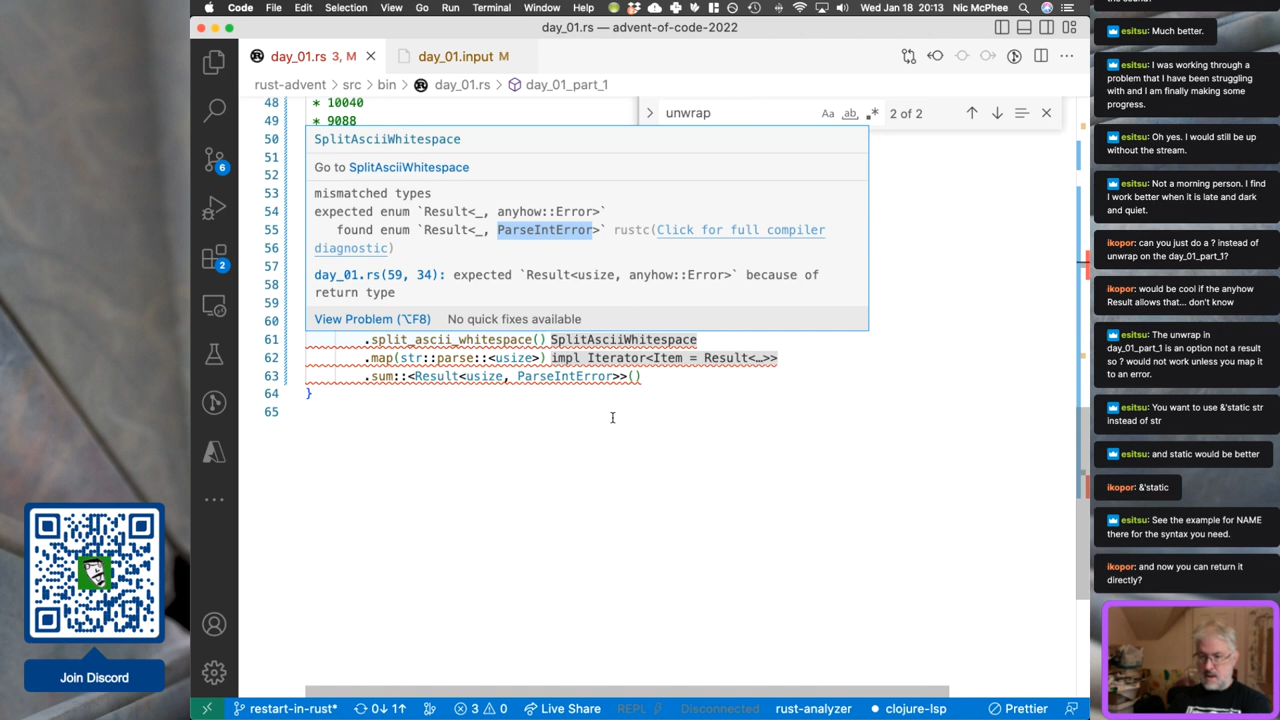 Code File Edit Selection View Go Run Terminal Window Help Wed Jan 18 20:13 Nic McPhee
day_01.rs — advent-of-code-2022
day_01.rs 3, M
day_01.input M
rust-advent > src > bin > day_01.rs > day_01_part_1
unwrap
Aa ab .*
2 of 2
48 * 10040
49 * 9088
50
51
52
53
54
55
56
57
58
59
60
SplitAsciiWhitespace
Go to SplitAsciiWhitespace
mismatched types
expected enum `Result<_, anyhow::Error>`
found enum `Result<_, ParseIntError>` rustc(Click for full compiler
diagnostic)
day_01.rs(59, 34): expected `Result<usize, anyhow::Error>` because of
return type
View Problem (⌥F8) No quick fixes available
61 .split_ascii_whitespace() SplitAsciiWhitespace
62 .map(str::parse::<usize>) impl Iterator<Item = Result<…>>
63 .sum::<Result<usize, ParseIntError>>()
64 }
65
6
2
Join Discord
restart-in-rust* 0↓ 1↑ 3 0 Live Share REPL Disconnected rust-analyzer clojure-lsp Prettier
esitsu: Much better.
esitsu: I was working through a
problem that I have been struggling
with and I am finally making some
progress.
esitsu: Oh yes. I would still be up
without the stream.
esitsu: Not a morning person. I find
I work better when it is late and dark
and quiet.
ikopor: can you just do a ? instead of
unwrap on the day_01_part_1?
ikopor: would be cool if the anyhow
Result allows that... don't know
esitsu: The unwrap in
day_01_part_1 is an option not a result
so ? would not work unless you map it
to an error.
esitsu: You want to use &'static str
instead of str
esitsu: and static would be better
ikopor: &'static
esitsu: See the example for NAME
there for the syntax you need.
ikopor: and now you can return it
directly?